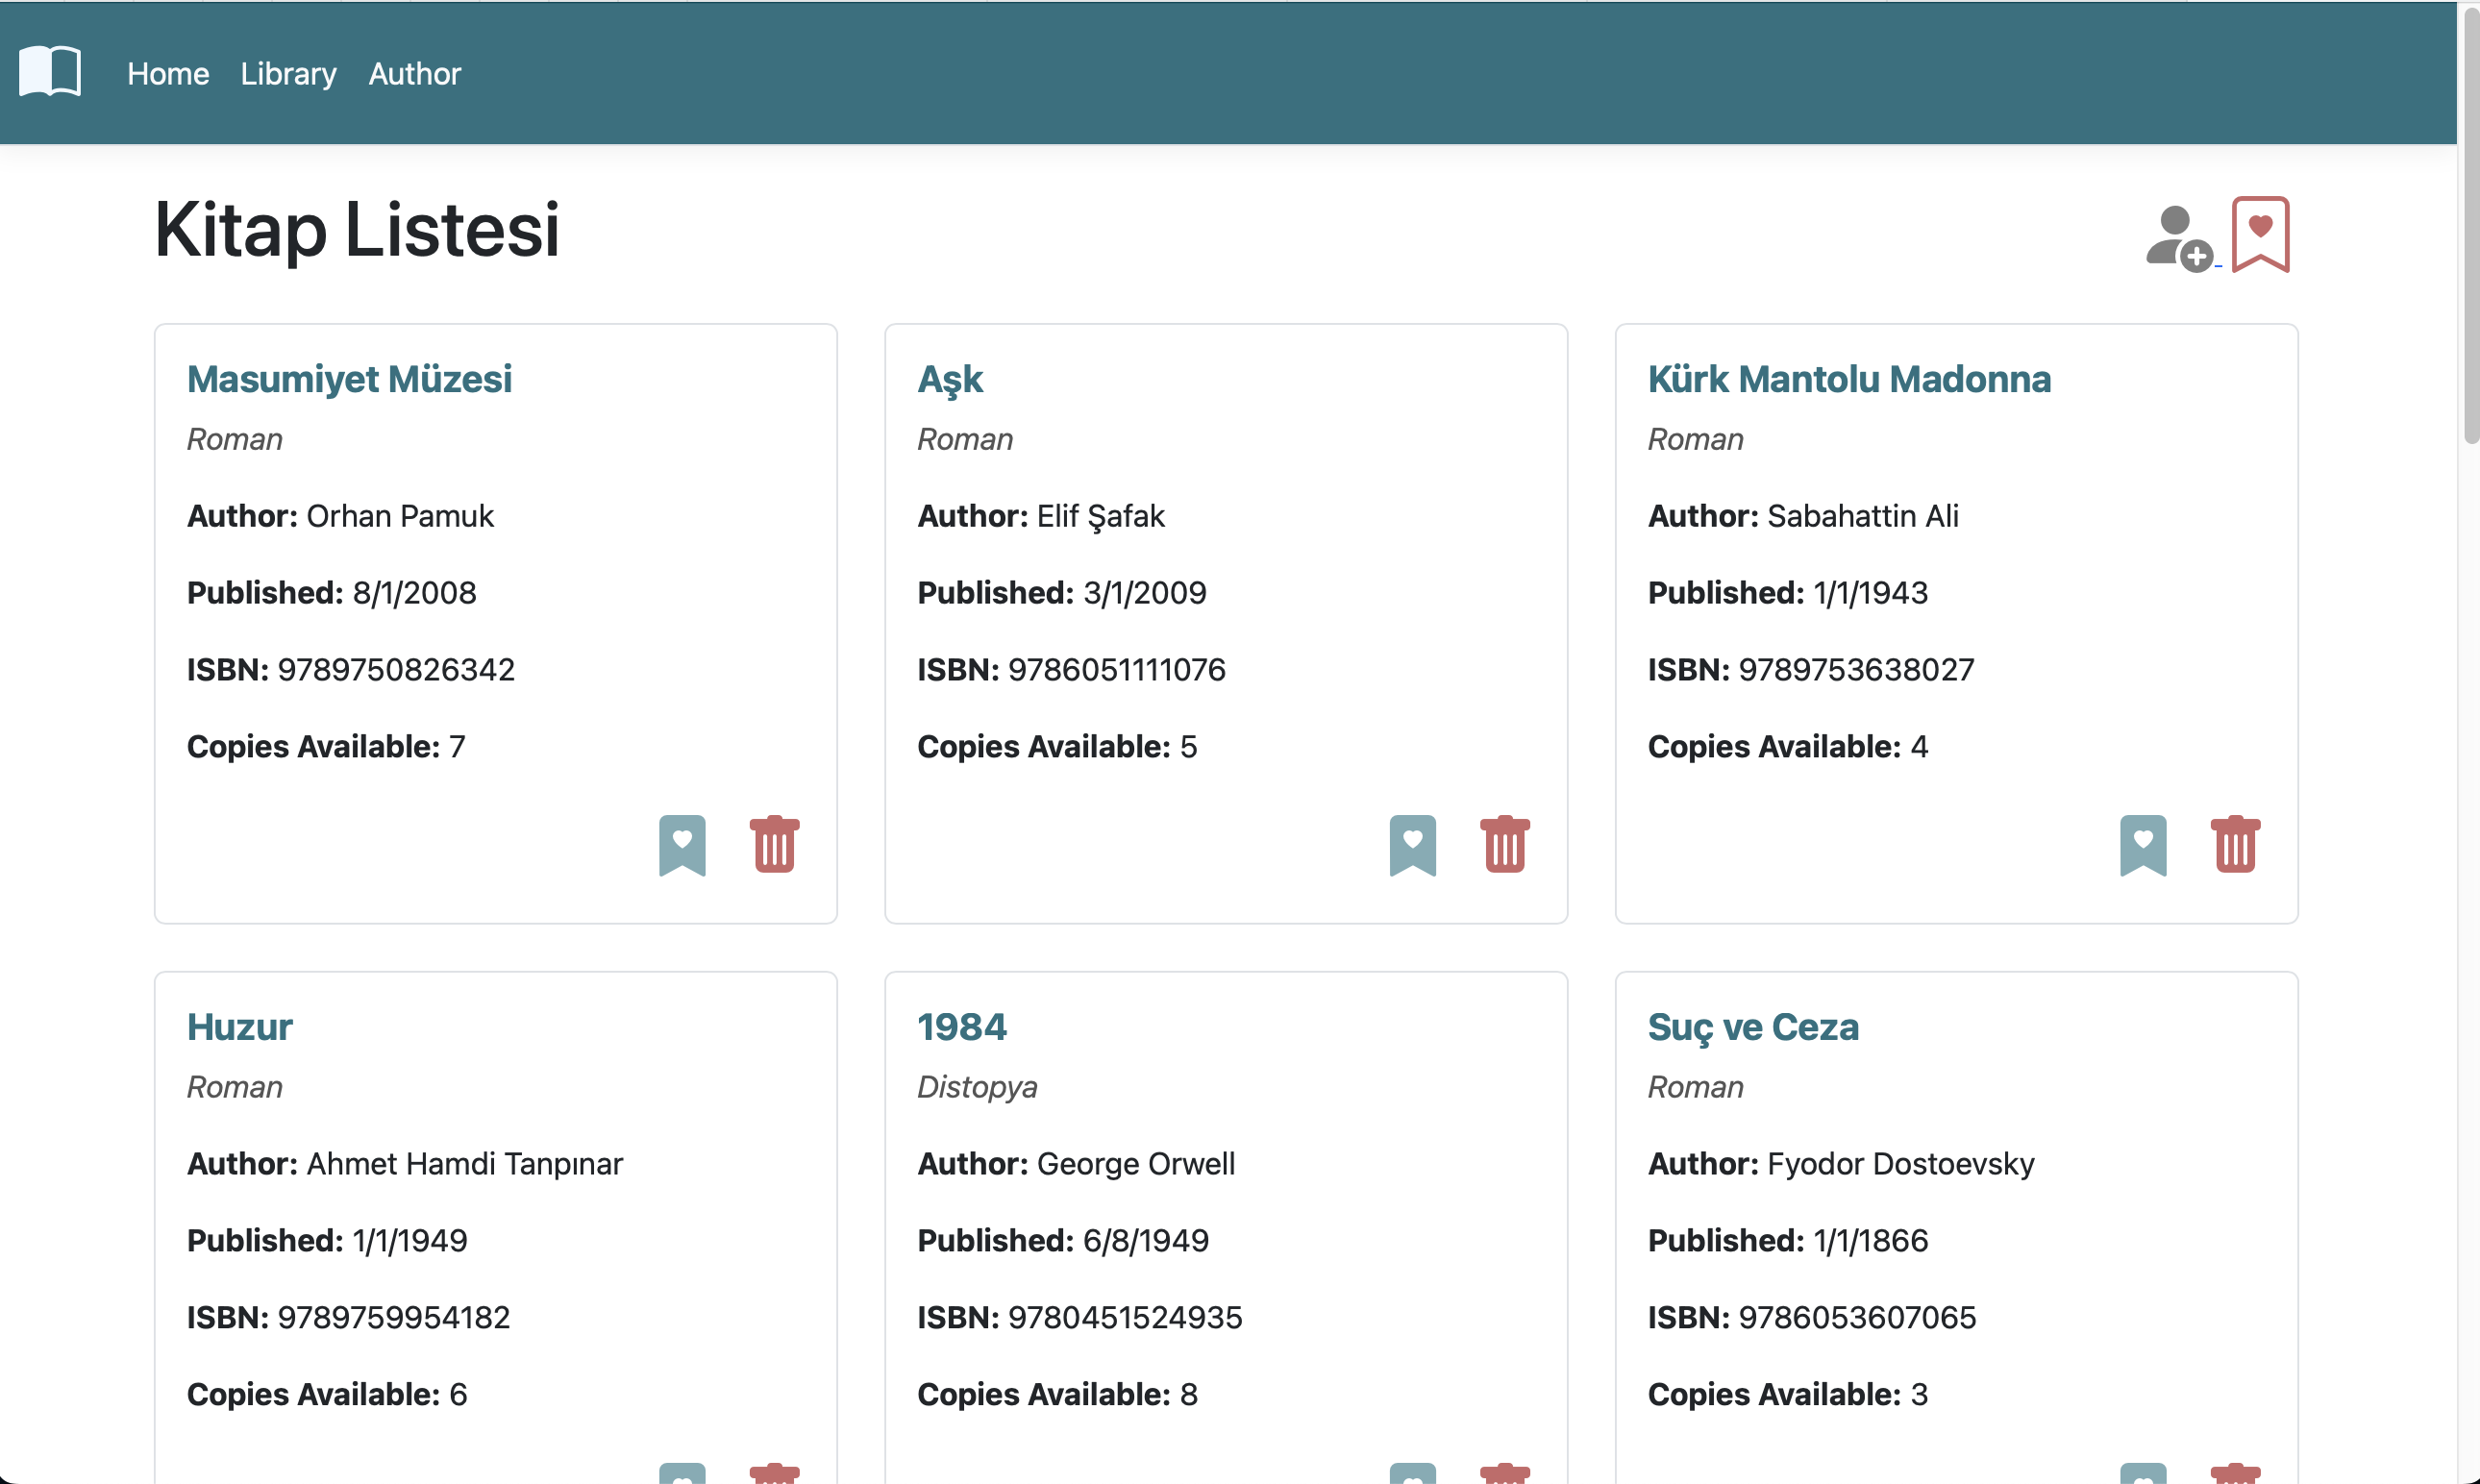 Home Library Author
Kitap Listesi
Masumiyet Müzesi
Roman
Author: Orhan Pamuk
Published: 8/1/2008
ISBN: 9789750826342
Copies Available: 7
Aşk
Roman
Author: Elif Şafak
Published: 3/1/2009
ISBN: 9786051111076
Copies Available: 5
Kürk Mantolu Madonna
Roman
Author: Sabahattin Ali
Published: 1/1/1943
ISBN: 9789753638027
Copies Available: 4
Huzur
Roman
Author: Ahmet Hamdi Tanpınar
Published: 1/1/1949
ISBN: 9789759954182
Copies Available: 6
1984
Distopya
Author: George Orwell
Published: 6/8/1949
ISBN: 9780451524935
Copies Available: 8
Suç ve Ceza
Roman
Author: Fyodor Dostoevsky
Published: 1/1/1866
ISBN: 9786053607065
Copies Available: 3